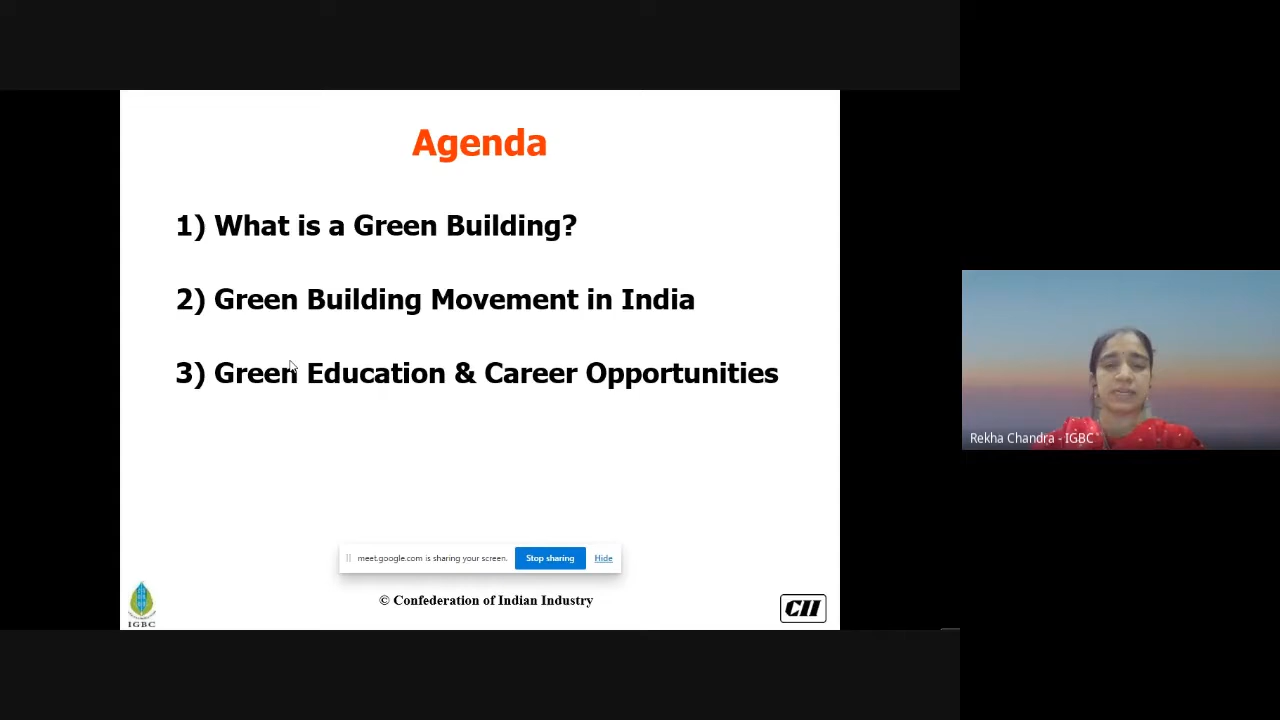 Agenda
1) What is a Green Building?
2) Green Building Movement in India
3) Green Education & Career Opportunities
meet.google.com is sharing your screen.
Stop sharing
Hide
© Confederation of Indian Industry
IGBC
CII
Rekha Chandra - IGBC